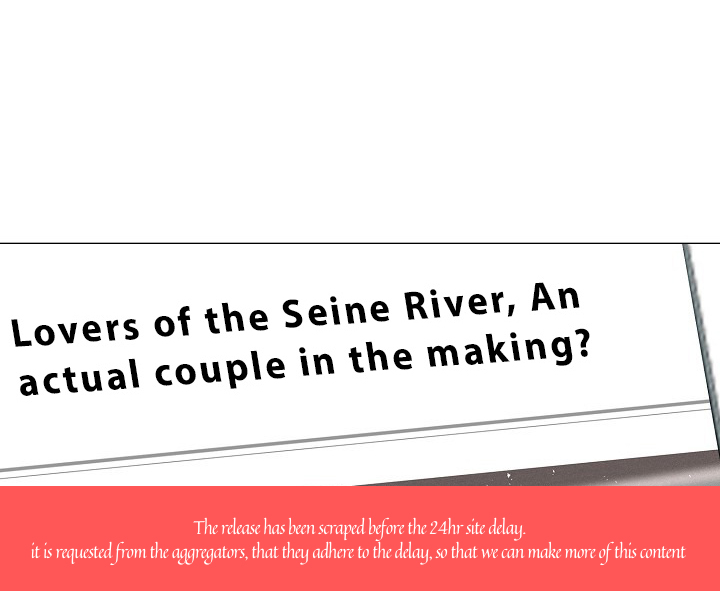 Lovers of the Seine River, An
actual couple in the making?
The release has been scraped before the 24hr site delay.
it is requested from the aggregators, that they adhere to the delay, so that we can make more of this content